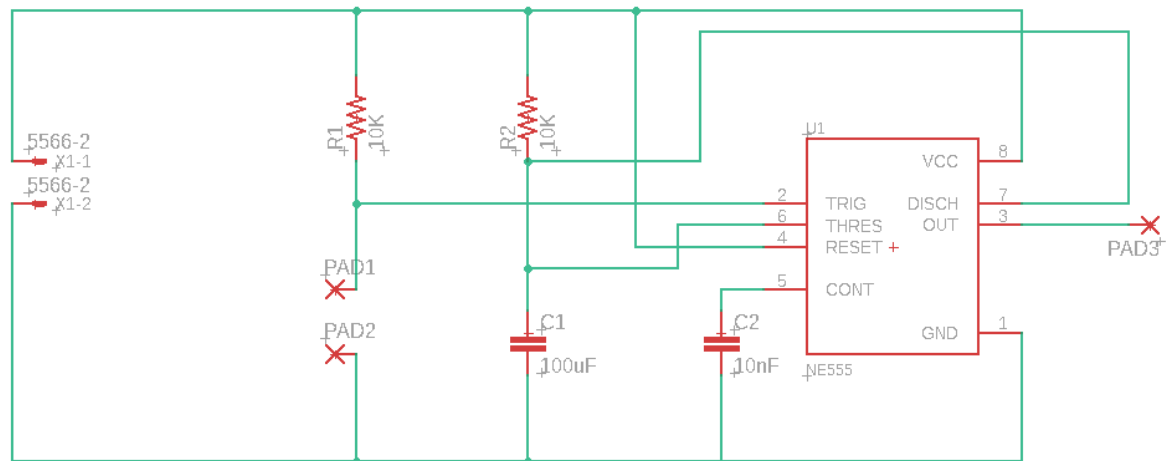 5566-2
X1-1
5566-2
X1-2
R1
10K
R2
10K
PAD1
PAD2
C1
100uF
C2
10nF
U1
VCC
8
2
TRIG
DISCH
7
6
THRES
OUT
3
4
RESET
5
CONT
GND
1
NE555
PAD3